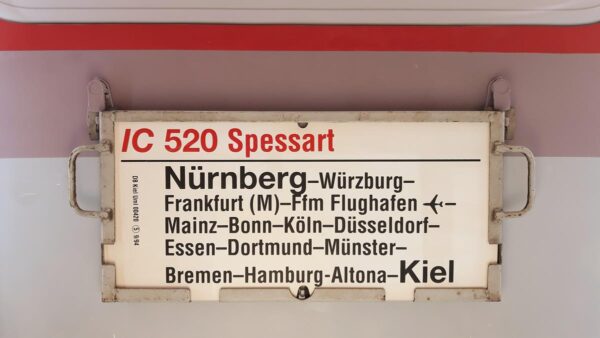 IC 520 Spessart
Nürnberg–Würzburg–
Frankfurt (M)–Ffm Flughafen ✈–
Mainz–Bonn–Köln–Düsseldorf–
Essen–Dortmund–Münster–
Bremen–Hamburg-Altona–Kiel